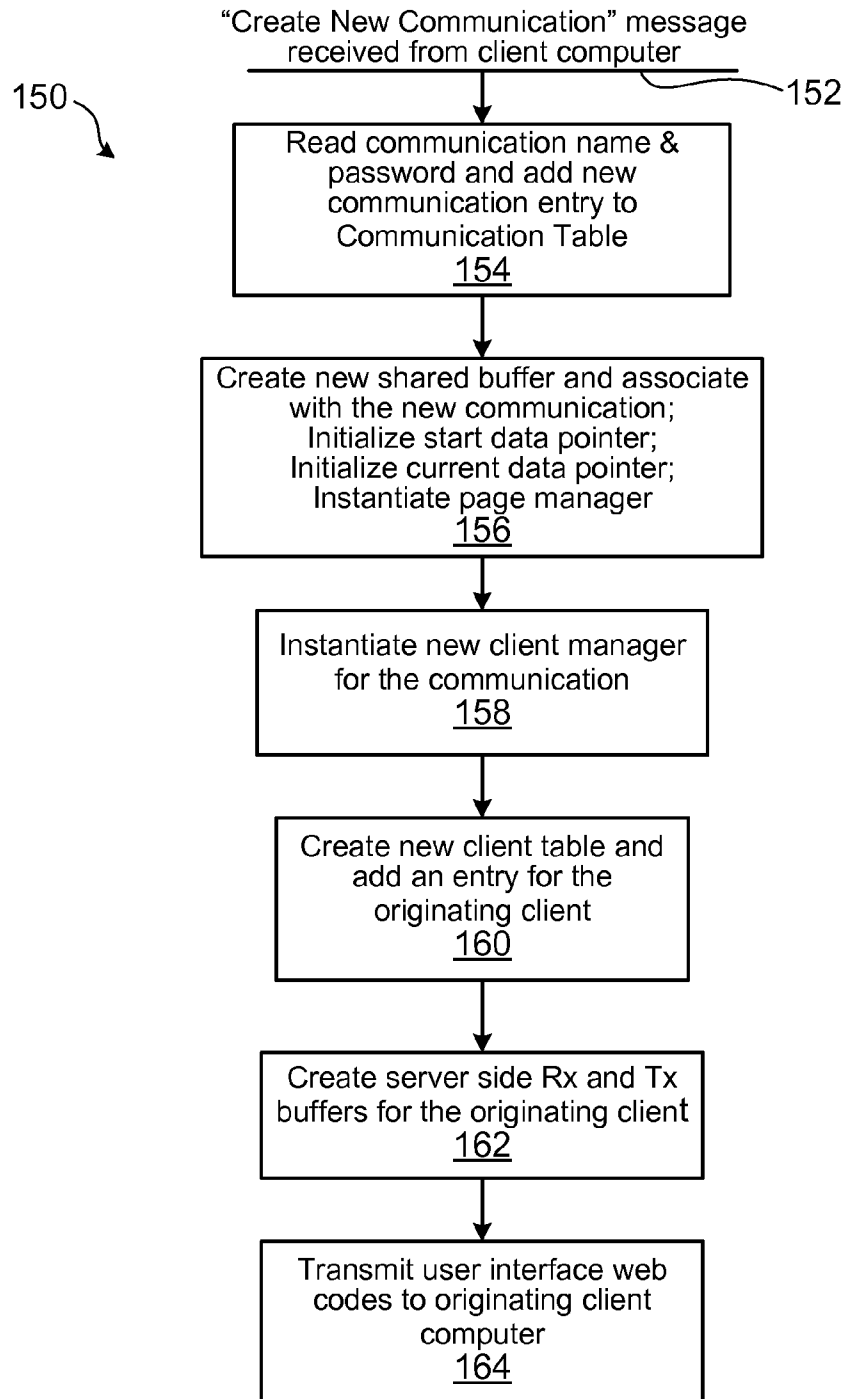 “Create New Communication” message
received from client computer
150
152
Read communication name &
password and add new
communication entry to
Communication Table
154
Create new shared buffer and associate
with the new communication;
Initialize start data pointer;
Initialize current data pointer;
Instantiate page manager
156
Instantiate new client manager
for the communication
158
Create new client table and
add an entry for the
originating client
160
Create server side Rx and Tx
buffers for the originating client
162
Transmit user interface web
codes to originating client
computer
164